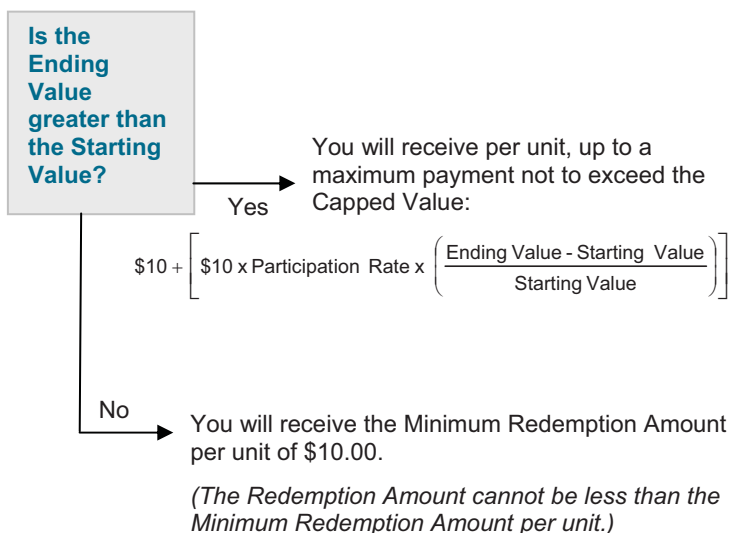 Is the
Ending
Value
greater than
the Starting
Value?
Yes
You will receive per unit, up to a
maximum payment not to exceed the
Capped Value:
$10 + [ $10 x Participation Rate x ( Ending Value - Starting Value / Starting Value ) ]
No
You will receive the Minimum Redemption Amount
per unit of $10.00.
(The Redemption Amount cannot be less than the
Minimum Redemption Amount per unit.)